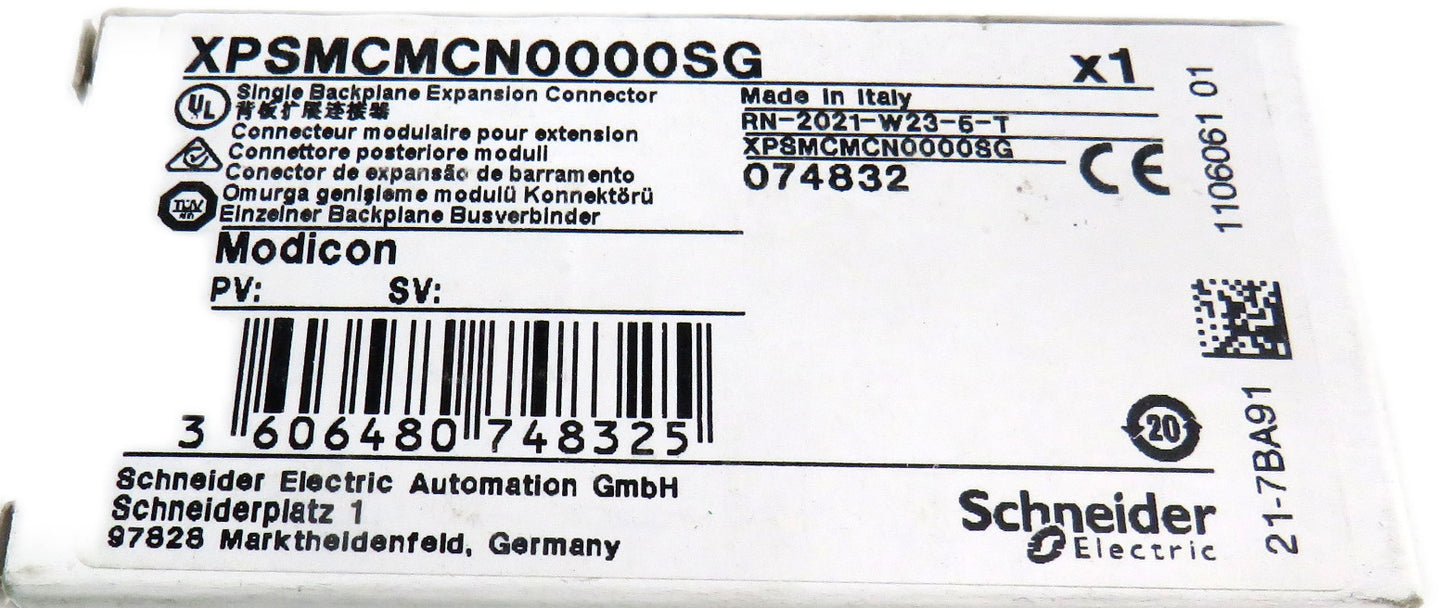 XPSMCMCN0000SG
x1
UL
Single Backplane Expansion Connector
背板扩展连接器
Connecteur modulaire pour extension
Connettore posteriore moduli
Conector de expansão de barramento
Omurga genişleme modülü Konnektörü
Einzelner Backplane Busverbinder
TÜV
Made in Italy
RN-2021-W23-6-T
XPSMCMCN0000SG
074832
CE
1106061 01
Modicon
PV: SV:
3 606480 748325
20
21-7BA91
Schneider Electric Automation GmbH
Schneiderplatz 1
97828 Marktheidenfeld, Germany
Schneider
Electric